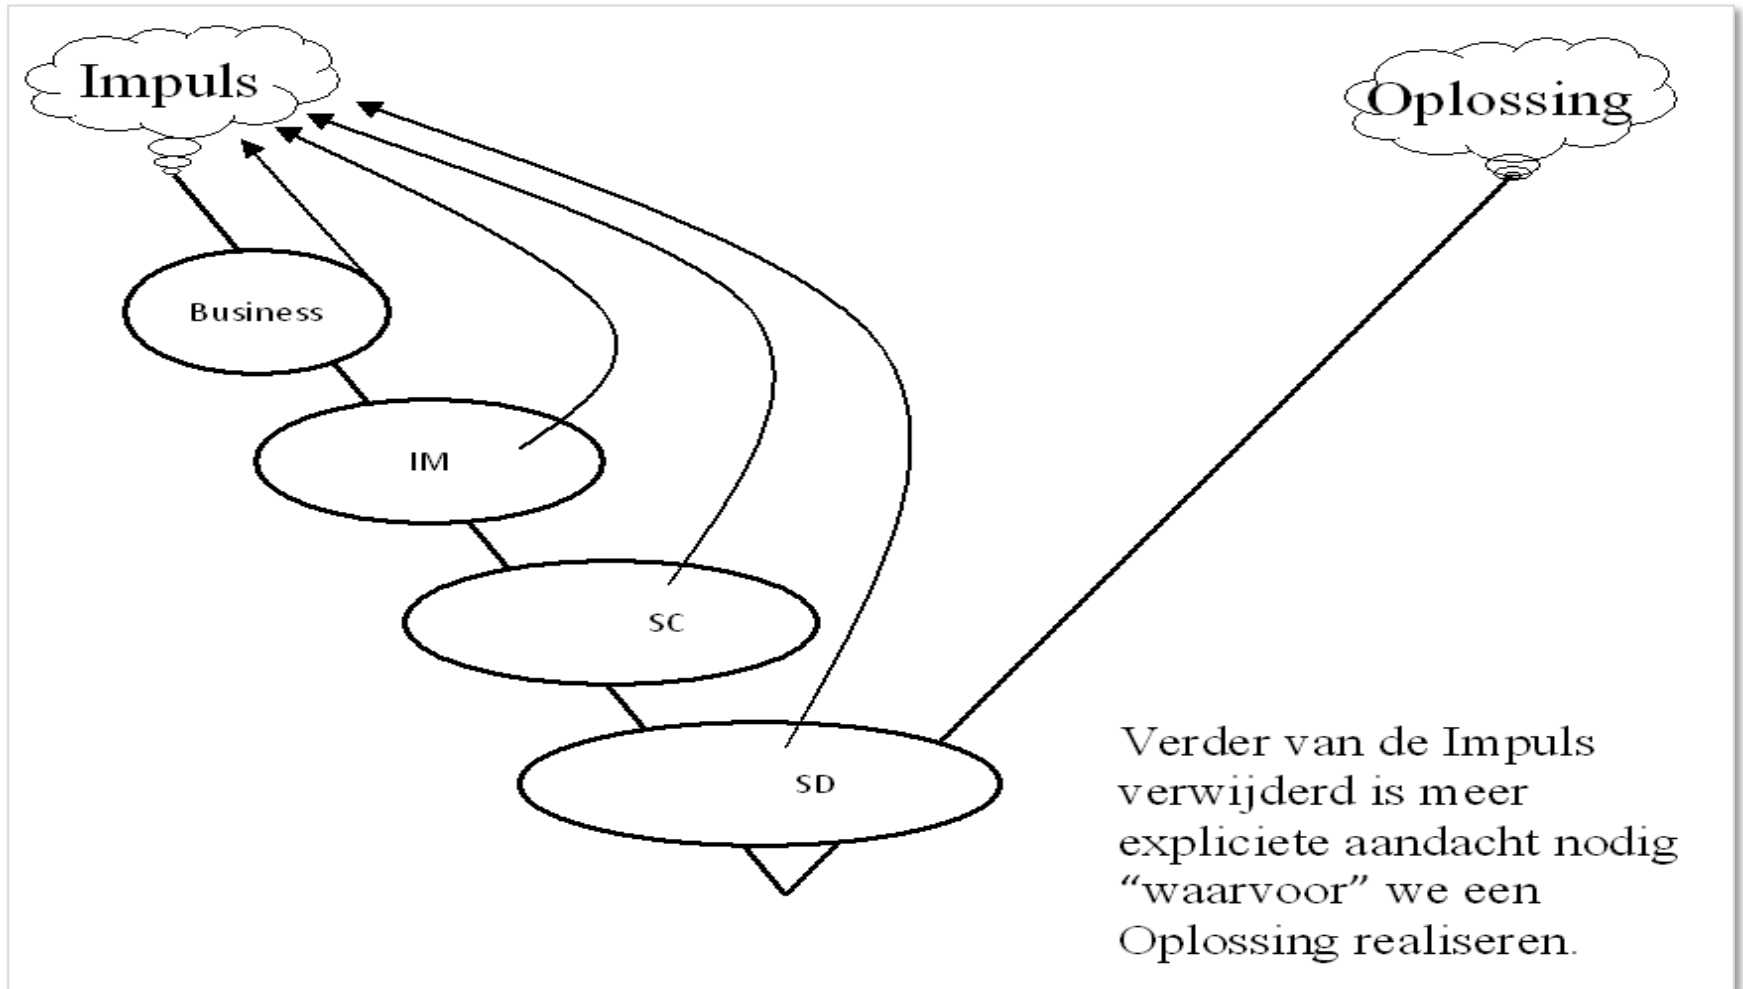 Impuls
Oplossing
Business
IM
SC
SD
Verder van de Impuls
verwijderd is meer
expliciete aandacht nodig
“waarvoor” we een
Oplossing realiseren.